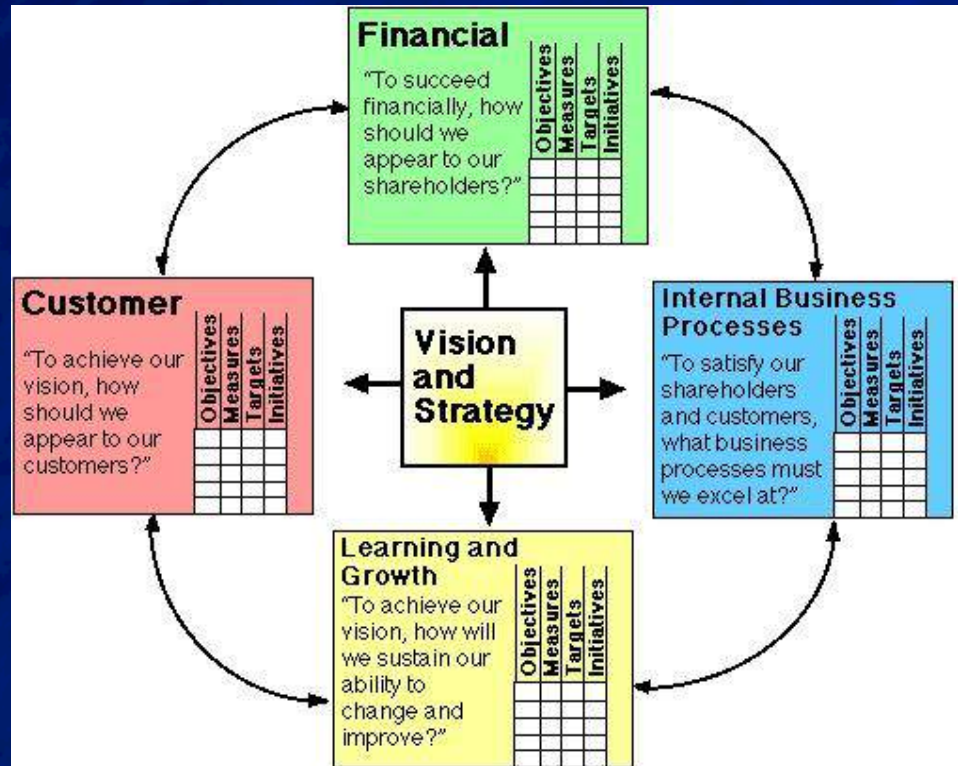 Financial
"To succeed
financially, how
should we
appear to our
shareholders?"
Objectives
Measures
Targets
Initiatives
Customer
"To achieve our
vision, how
should we
appear to our
customers?"
Objectives
Measures
Targets
Initiatives
Vision
and
Strategy
Internal Business
Processes
"To satisfy our
shareholders
and customers,
what business
processes must
we excel at?"
Objectives
Measures
Targets
Initiatives
Learning and
Growth
"To achieve our
vision, how will
we sustain our
ability to
change and
improve?"
Objectives
Measures
Targets
Initiatives